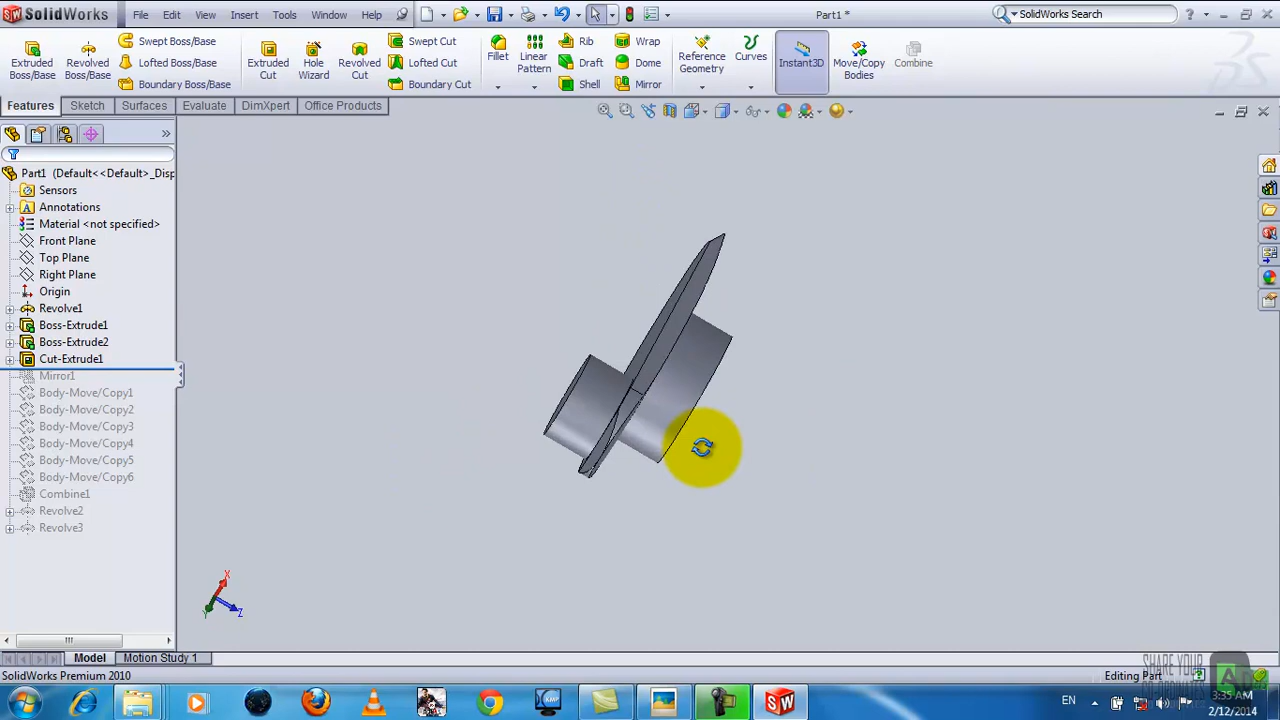 SolidWorks File Edit View Insert Tools Window Help Part1 * SolidWorks Search
Extruded Boss/Base
Revolved Boss/Base
Swept Boss/Base
Lofted Boss/Base
Boundary Boss/Base
Extruded Cut
Hole Wizard
Revolved Cut
Swept Cut
Lofted Cut
Boundary Cut
Fillet
Linear Pattern
Rib
Draft
Shell
Wrap
Dome
Mirror
Reference Geometry
Curves
Instant3D
Move/Copy Bodies
Combine
Features Sketch Surfaces Evaluate DimXpert Office Products
Part1 (Default<<Default>_Disp
Sensors
Annotations
Material <not specified>
Front Plane
Top Plane
Right Plane
Origin
Revolve1
Boss-Extrude1
Boss-Extrude2
Cut-Extrude1
Mirror1
Body-Move/Copy1
Body-Move/Copy2
Body-Move/Copy3
Body-Move/Copy4
Body-Move/Copy5
Body-Move/Copy6
Combine1
Revolve2
Revolve3
X
Y Z
Model Motion Study 1
SolidWorks Premium 2010 Editing Part
SHARE YOUR
EN 3:35 AM
2/12/2014